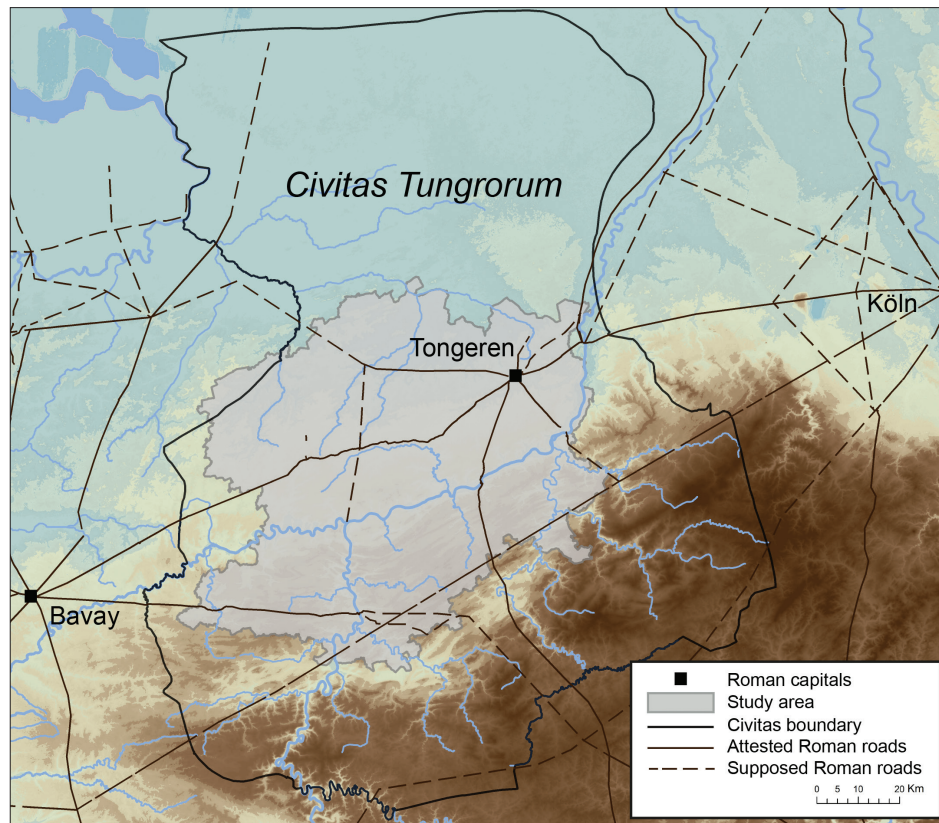 Civitas Tungrorum
Köln
Tongeren
Bavay
Roman capitals
Study area
Civitas boundary
Attested Roman roads
Supposed Roman roads
0 5 10 20 Km